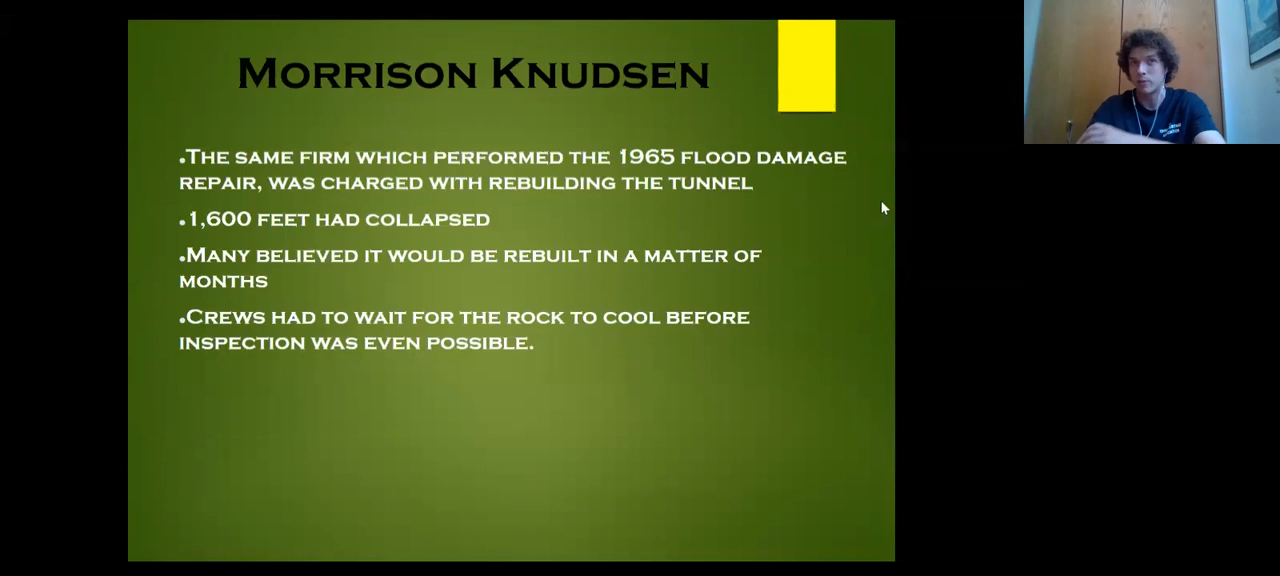 Morrison Knudsen
•The same firm which performed the 1965 flood damage
repair, was charged with rebuilding the tunnel
•1,600 feet had collapsed
•Many believed it would be rebuilt in a matter of
months
•Crews had to wait for the rock to cool before
inspection was even possible.